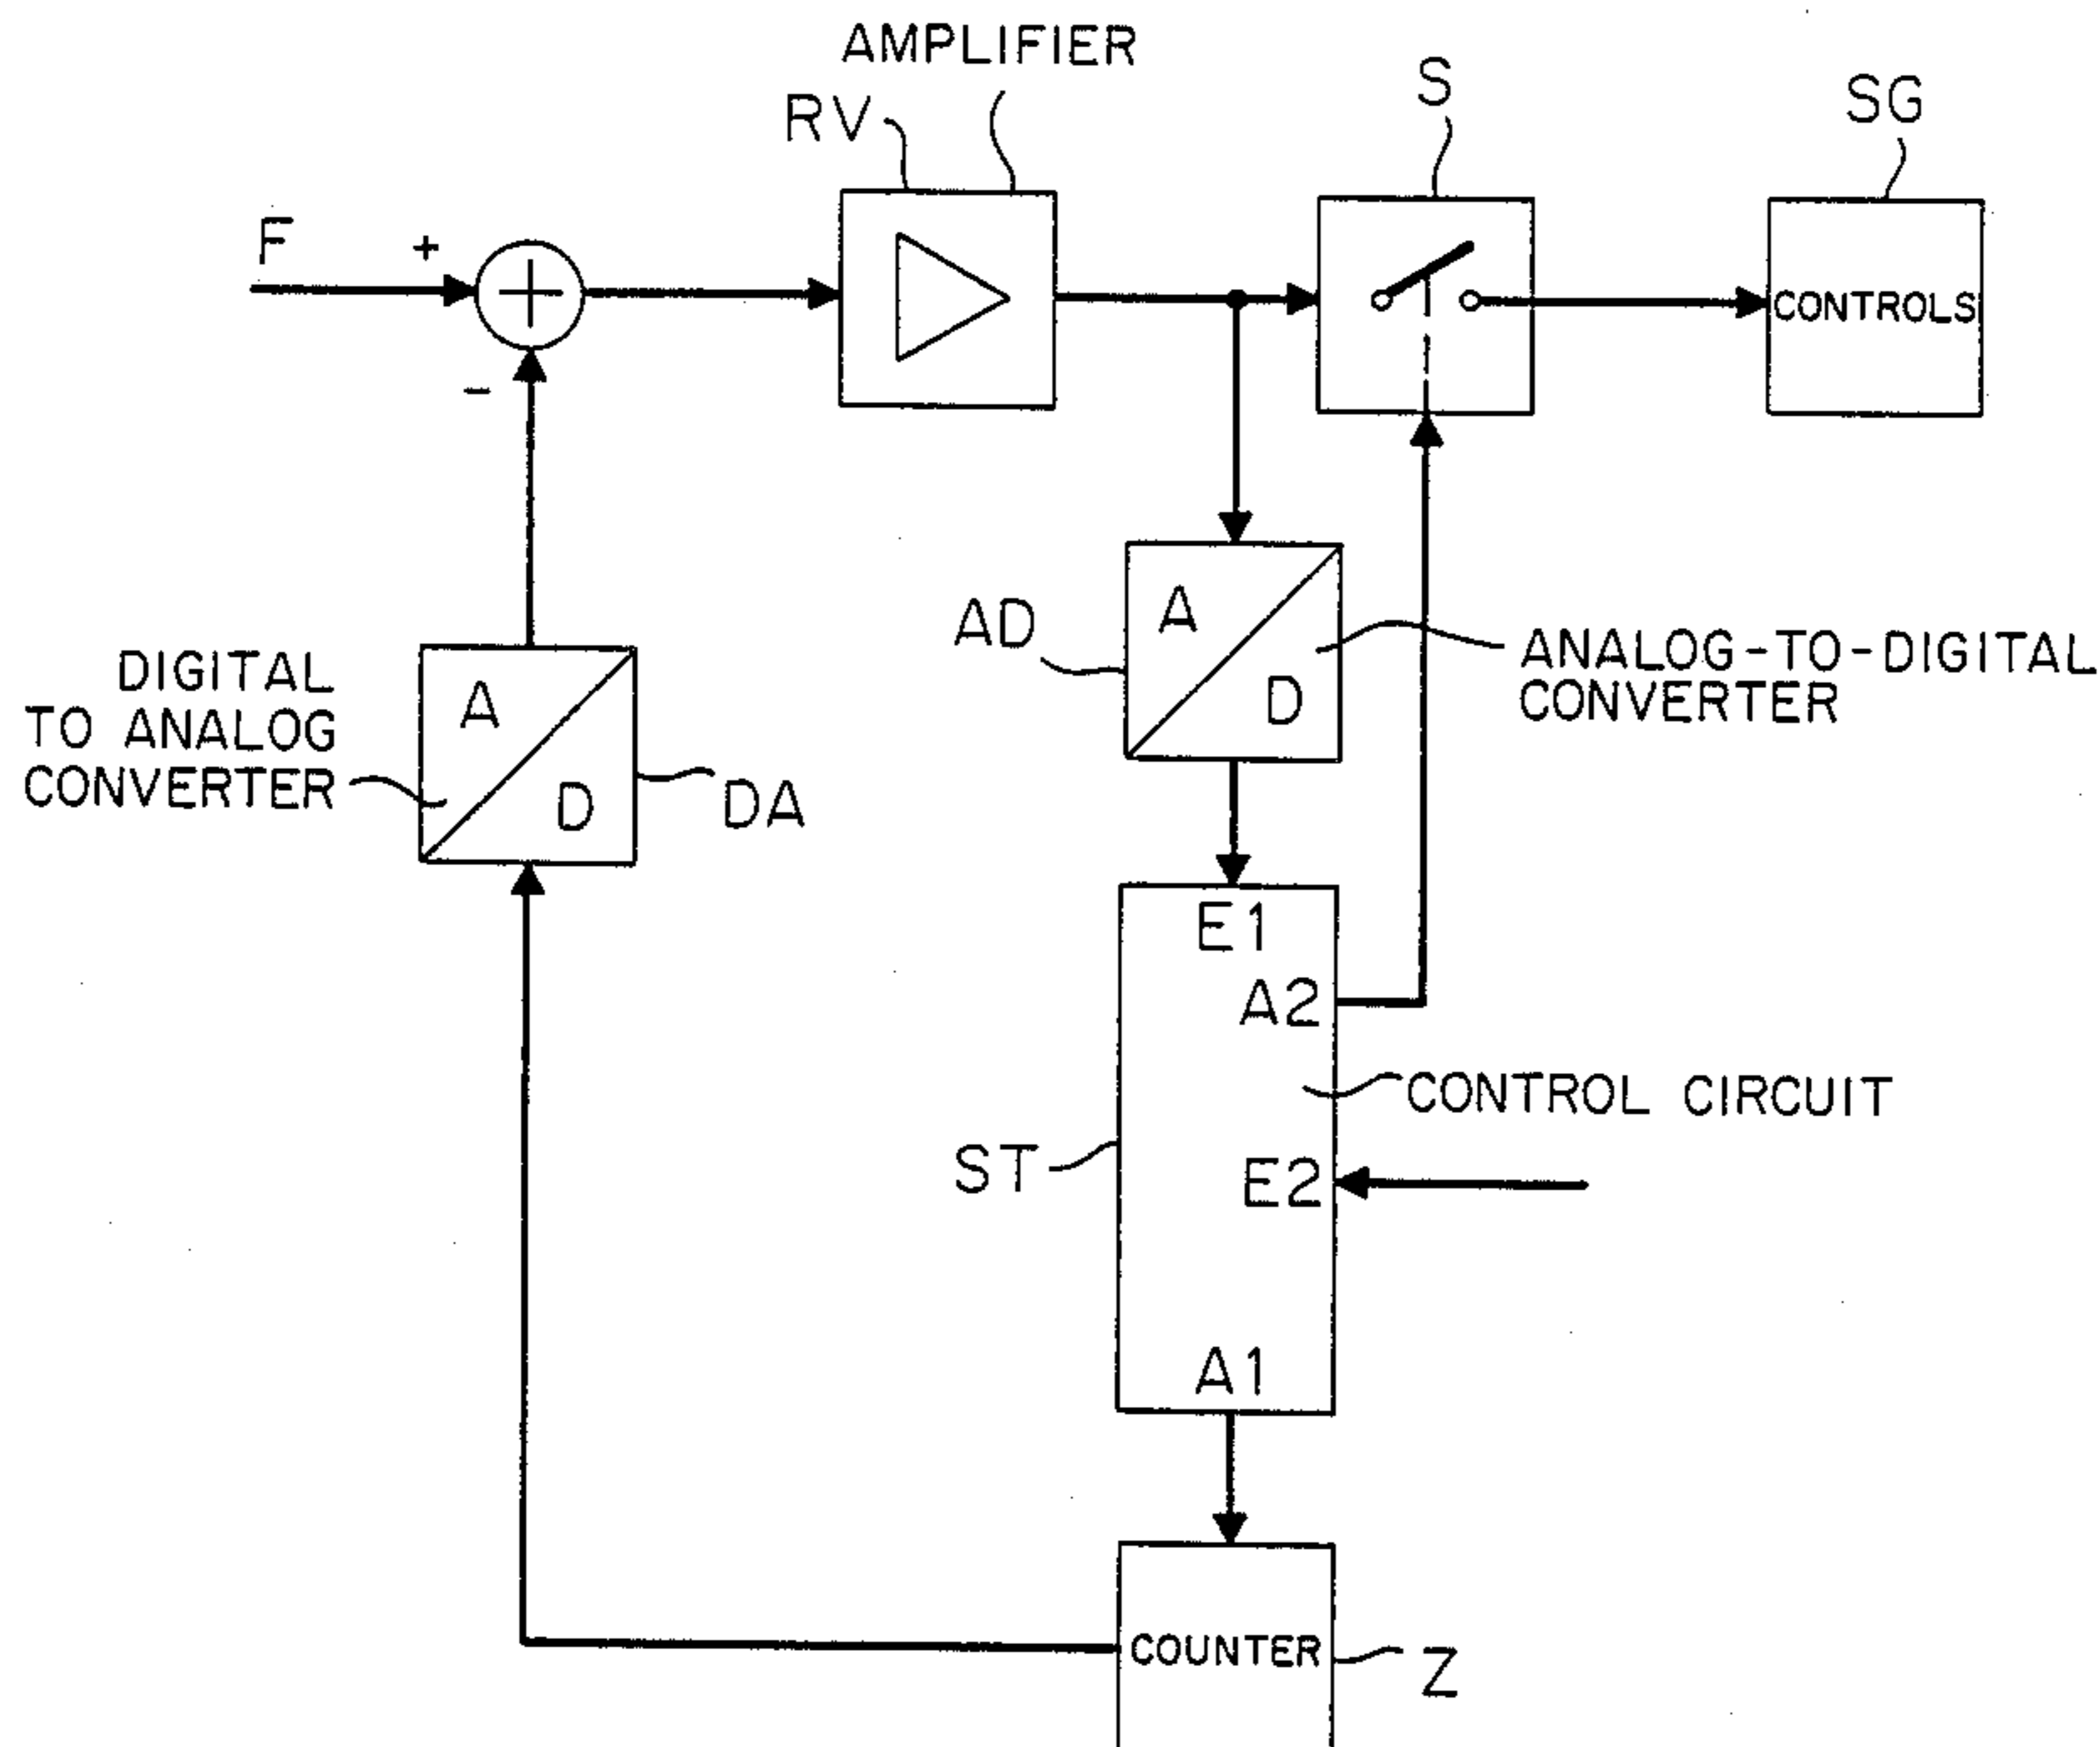 AMPLIFIER
RV
S
SG
F
+
-
CONTROLS
AD
A
D
ANALOG-TO-DIGITAL
CONVERTER
DIGITAL
TO ANALOG
CONVERTER
A
D
DA
E1
A2
CONTROL CIRCUIT
ST
E2
A1
COUNTER
Z